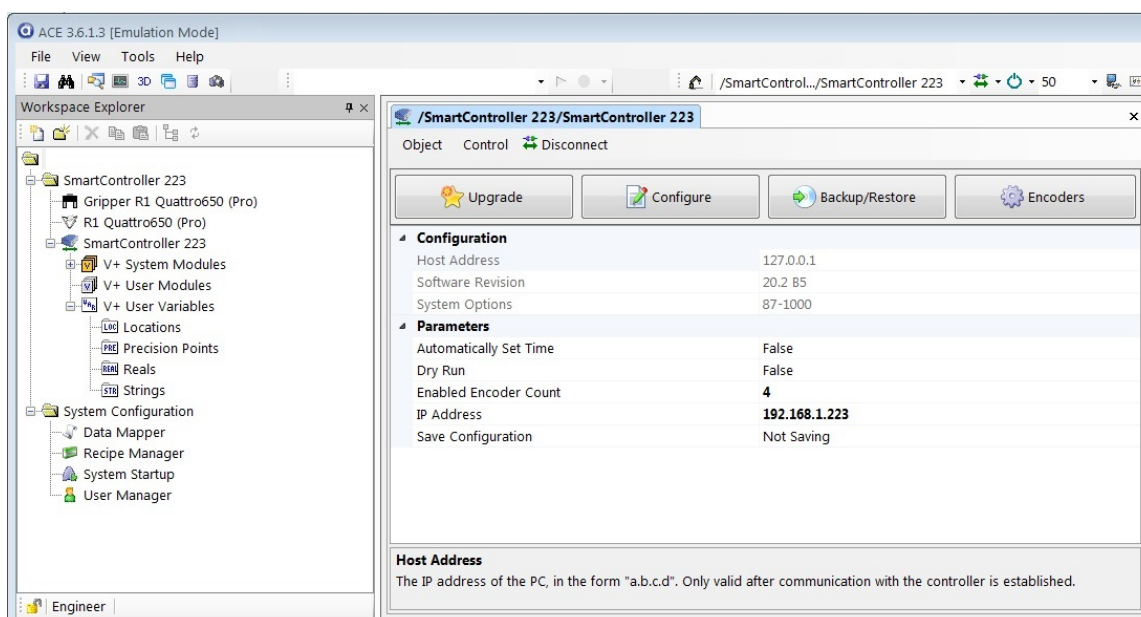 ACE 3.6.1.3 [Emulation Mode]
File View Tools Help
3D /SmartControl.../SmartController 223 50
Workspace Explorer
SmartController 223
Gripper R1 Quattro650 (Pro)
R1 Quattro650 (Pro)
SmartController 223
V+ System Modules
V+ User Modules
V+ User Variables
LOC Locations
PRE Precision Points
REAL Reals
STR Strings
System Configuration
Data Mapper
Recipe Manager
System Startup
User Manager
Engineer
/SmartController 223/SmartController 223
Object Control Disconnect
Upgrade Configure Backup/Restore Encoders
Configuration
Host Address 127.0.0.1
Software Revision 20.2 B5
System Options 87-1000
Parameters
Automatically Set Time False
Dry Run False
Enabled Encoder Count 4
IP Address 192.168.1.223
Save Configuration Not Saving
Host Address
The IP address of the PC, in the form "a.b.c.d". Only valid after communication with the controller is established.